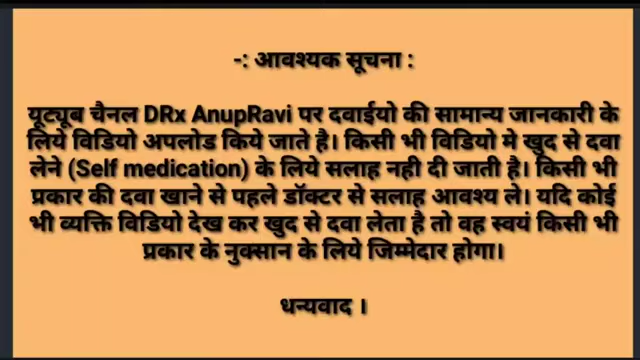 -: आवश्यक सूचना :
यूट्यूब चैनल DRx AnupRavi पर दवाईयो की सामान्य जानकारी के
लिये विडियो अपलोड किये जाते है। किसी भी विडियो मे खुद से दवा
लेने (Self medication) के लिये सलाह नही दी जाती है। किसी भी
प्रकार की दवा खाने से पहले डॉक्टर से सलाह आवश्य ले। यदि कोई
भी व्यक्ति विडियो देख कर खुद से दवा लेता है तो वह स्वयं किसी भी
प्रकार के नुक्सान के लिये जिम्मेदार होगा।
धन्यवाद ।